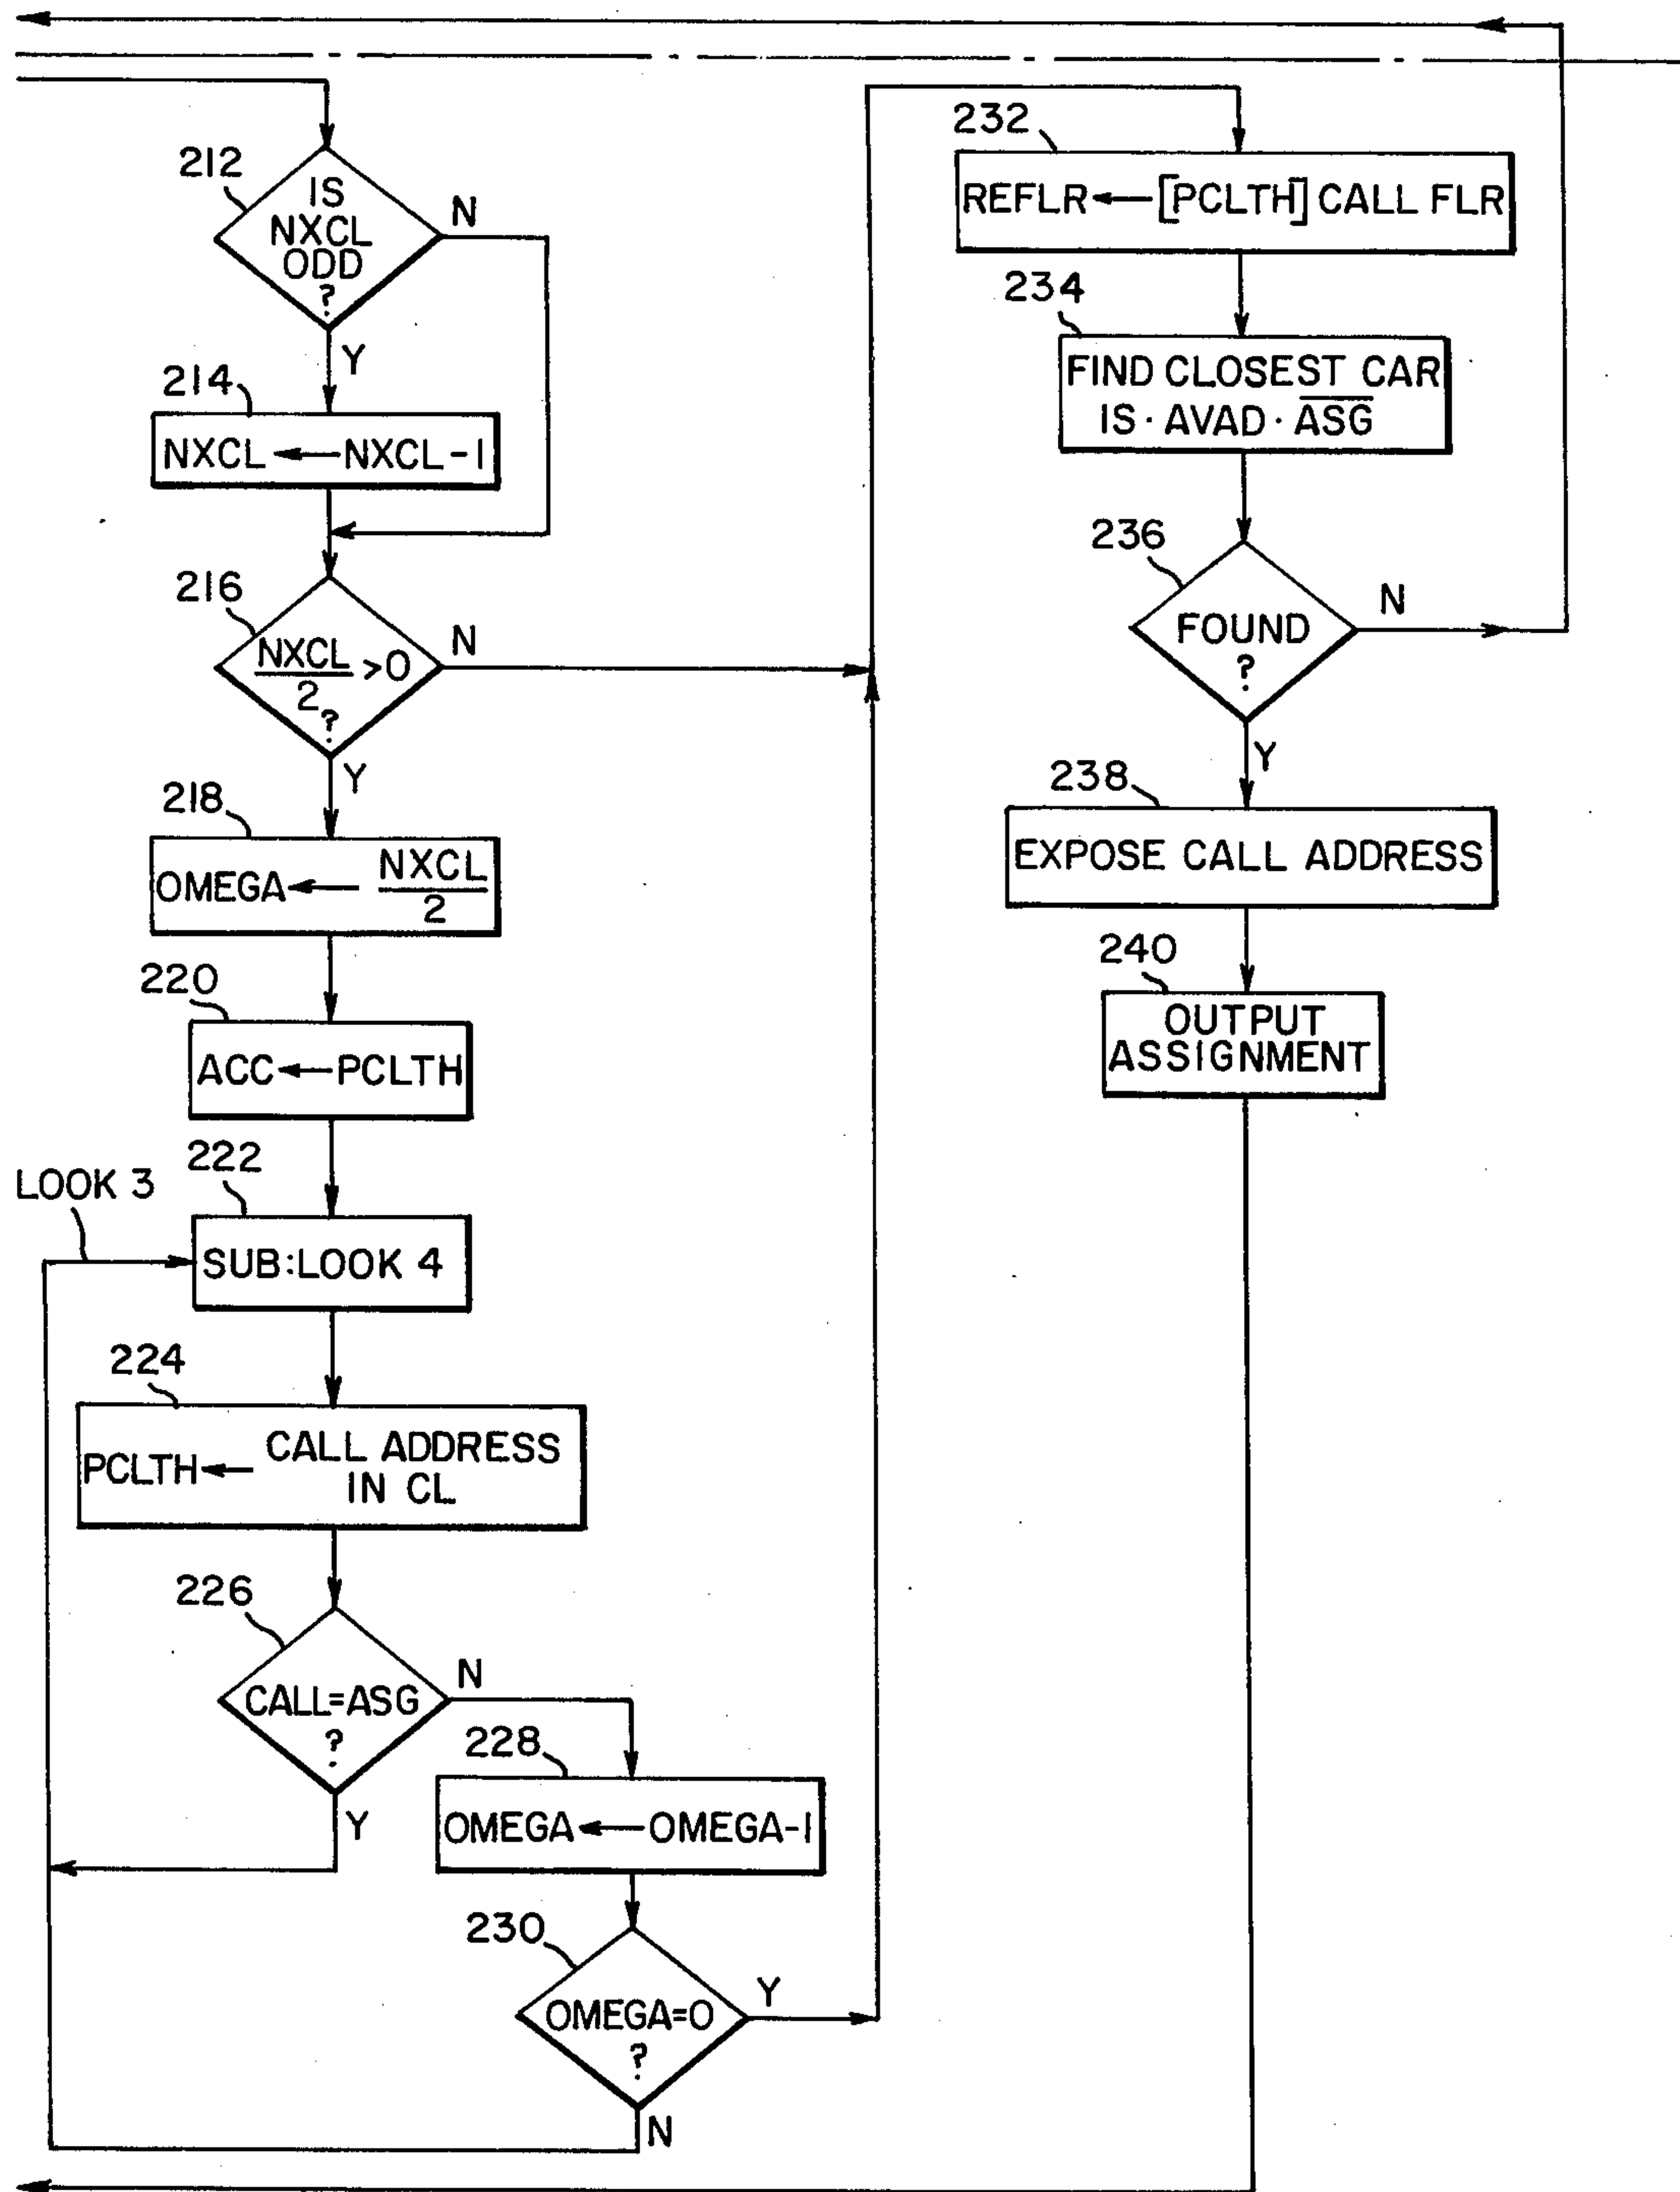 212
IS
NXCL
ODD
?
N
Y
214
NXCL←NXCL-1
216
NXCL
2
>0
?
N
Y
218
OMEGA← NXCL
2
220
ACC←PCLTH
LOOK 3
222
SUB:LOOK 4
224
PCLTH← CALL ADDRESS
IN CL
226
CALL=ASG
?
N
Y
228
OMEGA←OMEGA-1
230
OMEGA=0
?
Y
N
232
REFLR←[PCLTH] CALL FLR
234
FIND CLOSEST CAR
IS·AVAD·A̅S̅G̅
236
FOUND
?
N
Y
238
EXPOSE CALL ADDRESS
240
OUTPUT
ASSIGNMENT